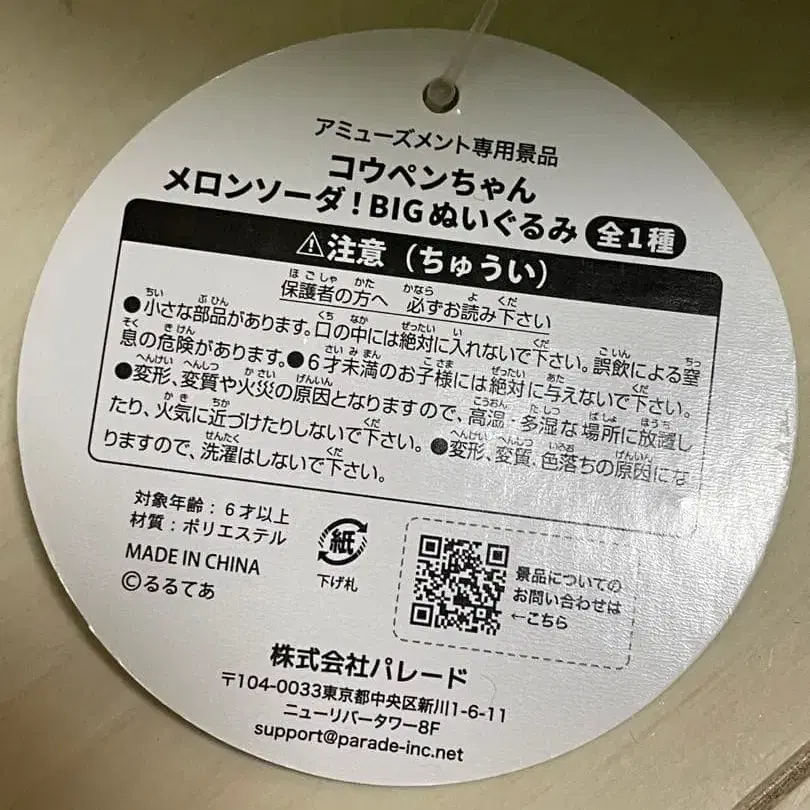 アミューズメント専用景品
コウペンちゃん
メロンソーダ!BIGぬいぐるみ 全1種
⚠注意(ちゅうい)
保護者の方へ 必ずお読み下さい
●小さな部品があります。口の中には絶対に入れないで下さい。誤飲による窒
息の危険があります。●6才未満のお子様には絶対に与えないで下さい。
●変形、変質や火災の原因となりますので、高温・多湿な場所に放置し
たり、火気に近づけたりしないで下さい。●変形、変質、色落ちの原因にな
りますので、洗濯はしないで下さい。
対象年齢:6才以上
材質:ポリエステル
MADE IN CHINA
©るるてあ
紙
下げ札
景品についての
お問い合わせは
←こちら
株式会社パレード
〒104-0033東京都中央区新川1-6-11
ニューリバータワー8F
support@parade-inc.net